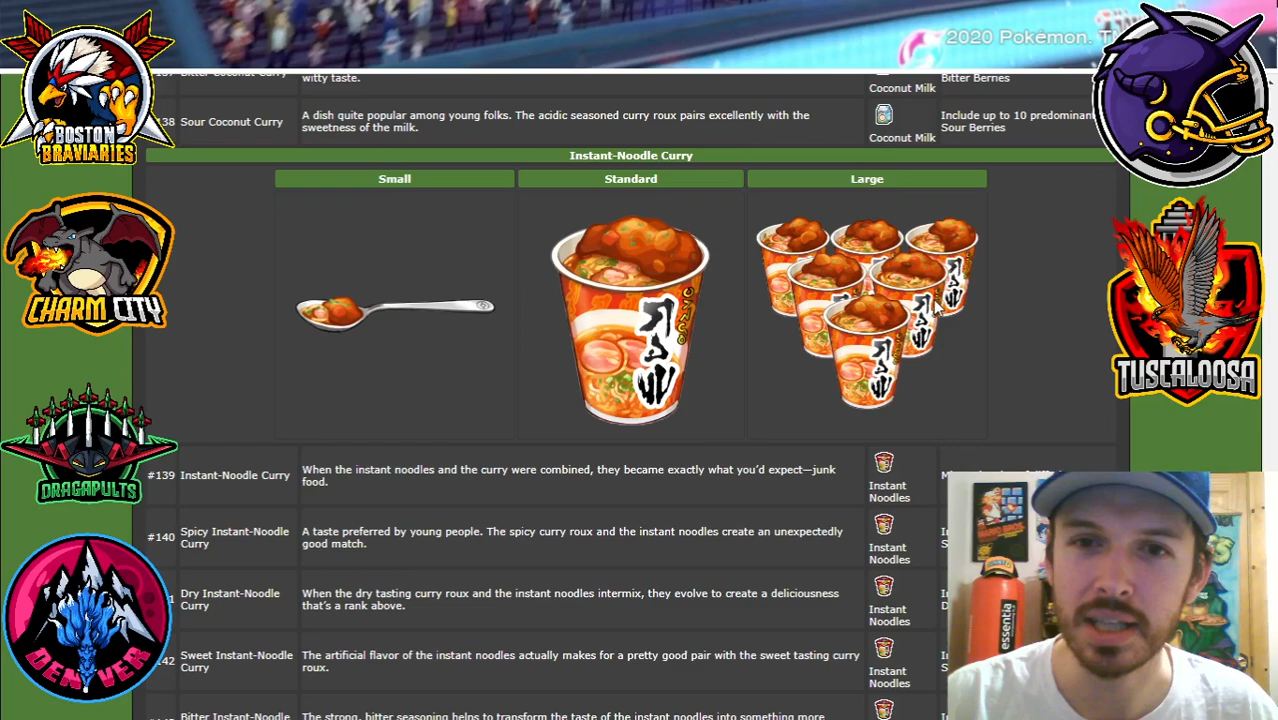 2020 Pokémon. T
Bitter Coconut Curry
witty taste.
Coconut Milk
Bitter Berries
#138 Sour Coconut Curry
A dish quite popular among young folks. The acidic seasoned curry roux pairs excellently with the
sweetness of the milk.
Coconut Milk
Include up to 10 predominant
Sour Berries
Instant-Noodle Curry
Small
Standard
Large
#139 Instant-Noodle Curry
When the instant noodles and the curry were combined, they became exactly what you'd expect—junk
food.
Instant
Noodles
#140 Spicy Instant-Noodle
Curry
A taste preferred by young people. The spicy curry roux and the instant noodles create an unexpectedly
good match.
Instant
Noodles
Dry Instant-Noodle
Curry
When the dry tasting curry roux and the instant noodles intermix, they evolve to create a deliciousness
that's a rank above.
Instant
Noodles
#142 Sweet Instant-Noodle
Curry
The artificial flavor of the instant noodles actually makes for a pretty good pair with the sweet tasting curry
roux.
Instant
Noodles
Bitter Instant-Noodle
The strong, bitter seasoning helps to transform the taste of the instant noodles into something more
BOSTON
BRAVIARIES
CHARM CITY
DRAGAPULTS
DENVER
TUSCALOOSA
essentia